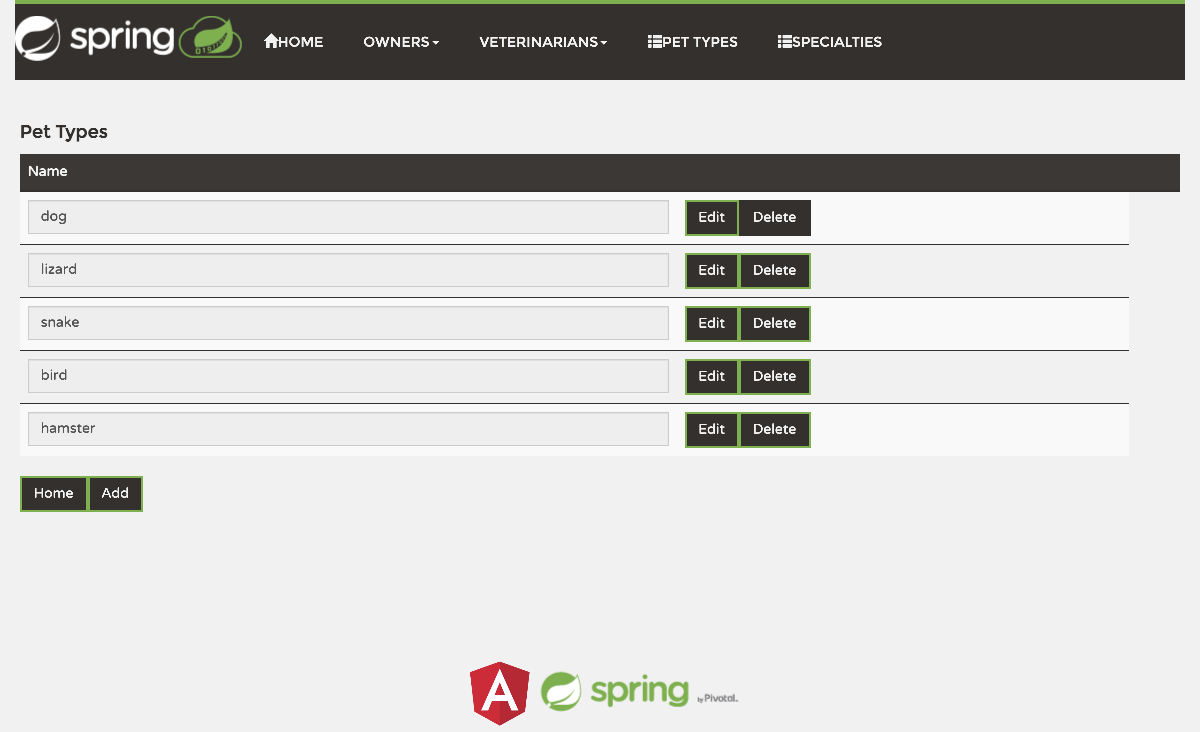 spring HOME OWNERS VETERINARIANS PET TYPES SPECIALTIES
Pet Types
Name
dog Edit Delete
lizard Edit Delete
snake Edit Delete
bird Edit Delete
hamster Edit Delete
Home Add
A spring by Pivotal.